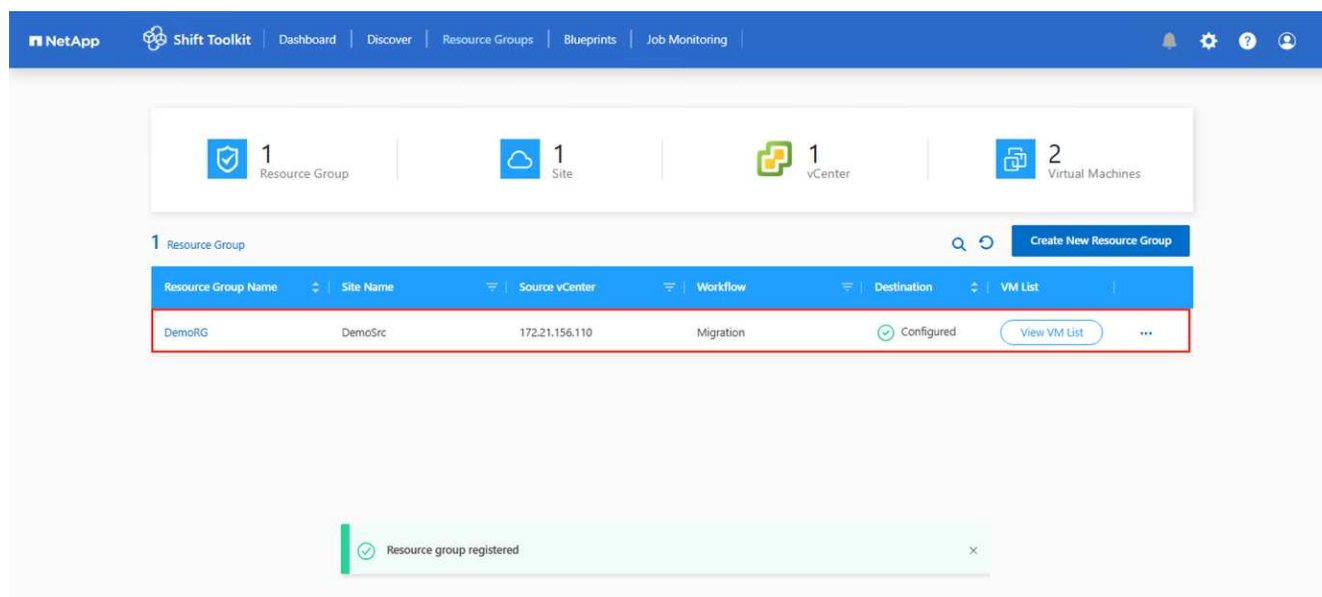 NetApp Shift Toolkit Dashboard Discover Resource Groups Blueprints Job Monitoring
1 Resource Group
1 Site
1 vCenter
2 Virtual Machines
1 Resource Group
Create New Resource Group
Resource Group Name Site Name Source vCenter Workflow Destination VM List
DemoRG DemoSrc 172.21.156.110 Migration Configured View VM List ...
Resource group registered